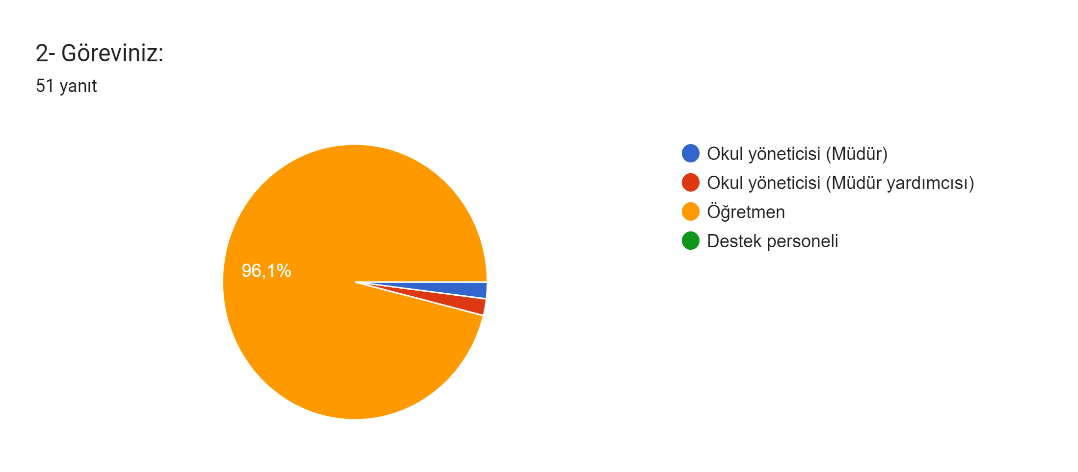 2- Göreviniz:
51 yanıt
96,1%
Okul yöneticisi (Müdür)
Okul yöneticisi (Müdür yardımcısı)
Öğretmen
Destek personeli